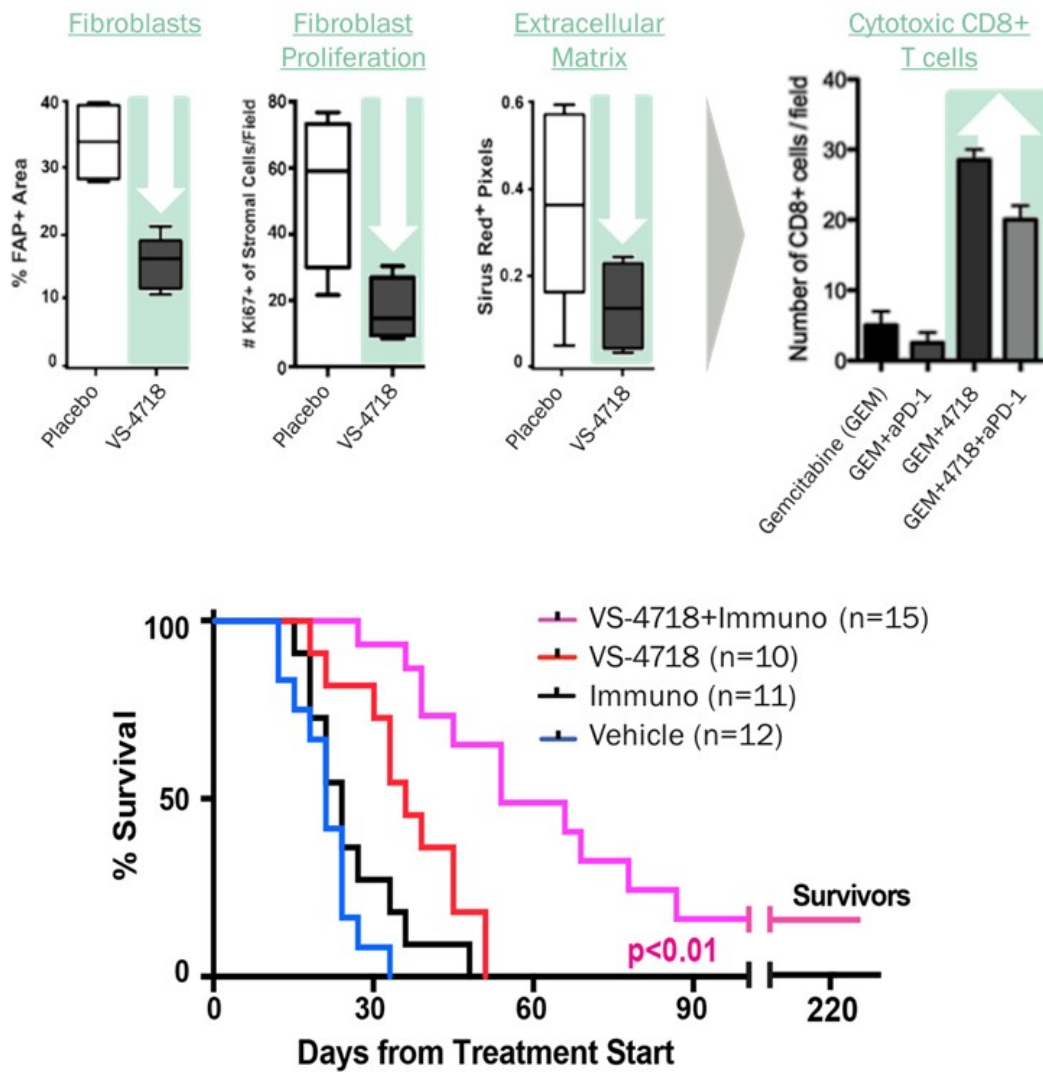 Fibroblasts
Fibroblast
Proliferation
Extracellular
Matrix
Cytotoxic CD8+
T cells
% FAP+ Area
40
30
20
10
0
Placebo
VS-4718
# Ki67+ of Stromal Cells/Field
80
60
40
20
0
Placebo
VS-4718
Sirus Red+ Pixels
0.6
0.4
0.2
0
Placebo
VS-4718
Number of CD8+ cells / field
40
30
20
10
0
Gemcitabine (GEM)
GEM+aPD-1
GEM+4718
GEM+4718+aPD-1
% Survival
100
50
0
VS-4718+Immuno (n=15)
VS-4718 (n=10)
Immuno (n=11)
Vehicle (n=12)
Survivors
p<0.01
0
30
60
90
220
Days from Treatment Start